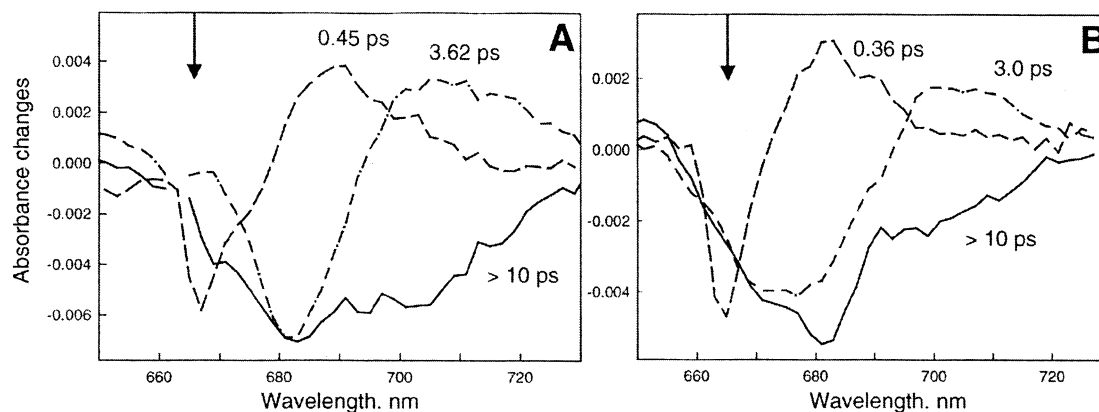 A
0.45 ps
3.62 ps
> 10 ps
0.004
0.002
0.000
-0.002
-0.004
-0.006
Absorbance changes
660
680
700
720
Wavelength. nm
B
0.36 ps
3.0 ps
> 10 ps
0.002
0.000
-0.002
-0.004
660
680
700
720
Wavelength. nm